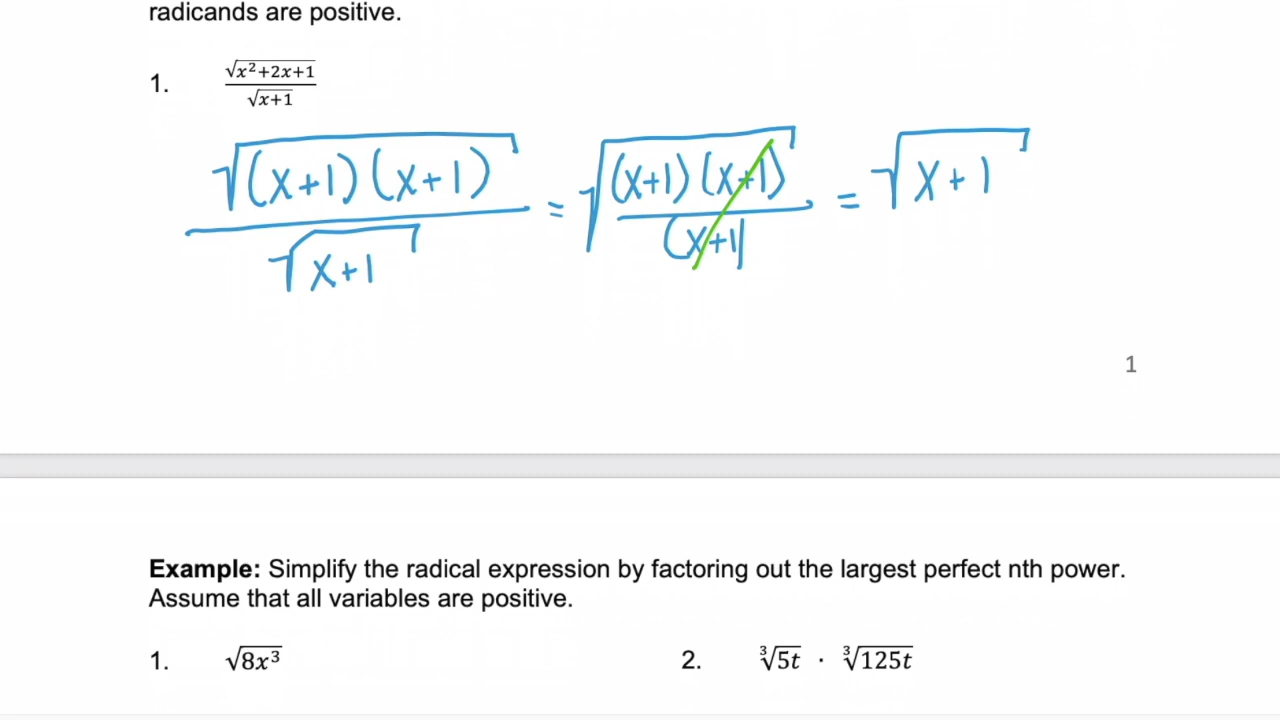 radicands are positive.
1. √x²+2x+1 / √x+1
√(x+1)(x+1) / √x+1 = √(x+1)(x+1) / (x+1) = √x+1
1
Example: Simplify the radical expression by factoring out the largest perfect nth power.
Assume that all variables are positive.
1. √8x³ 2. ∛5t · ∛125t